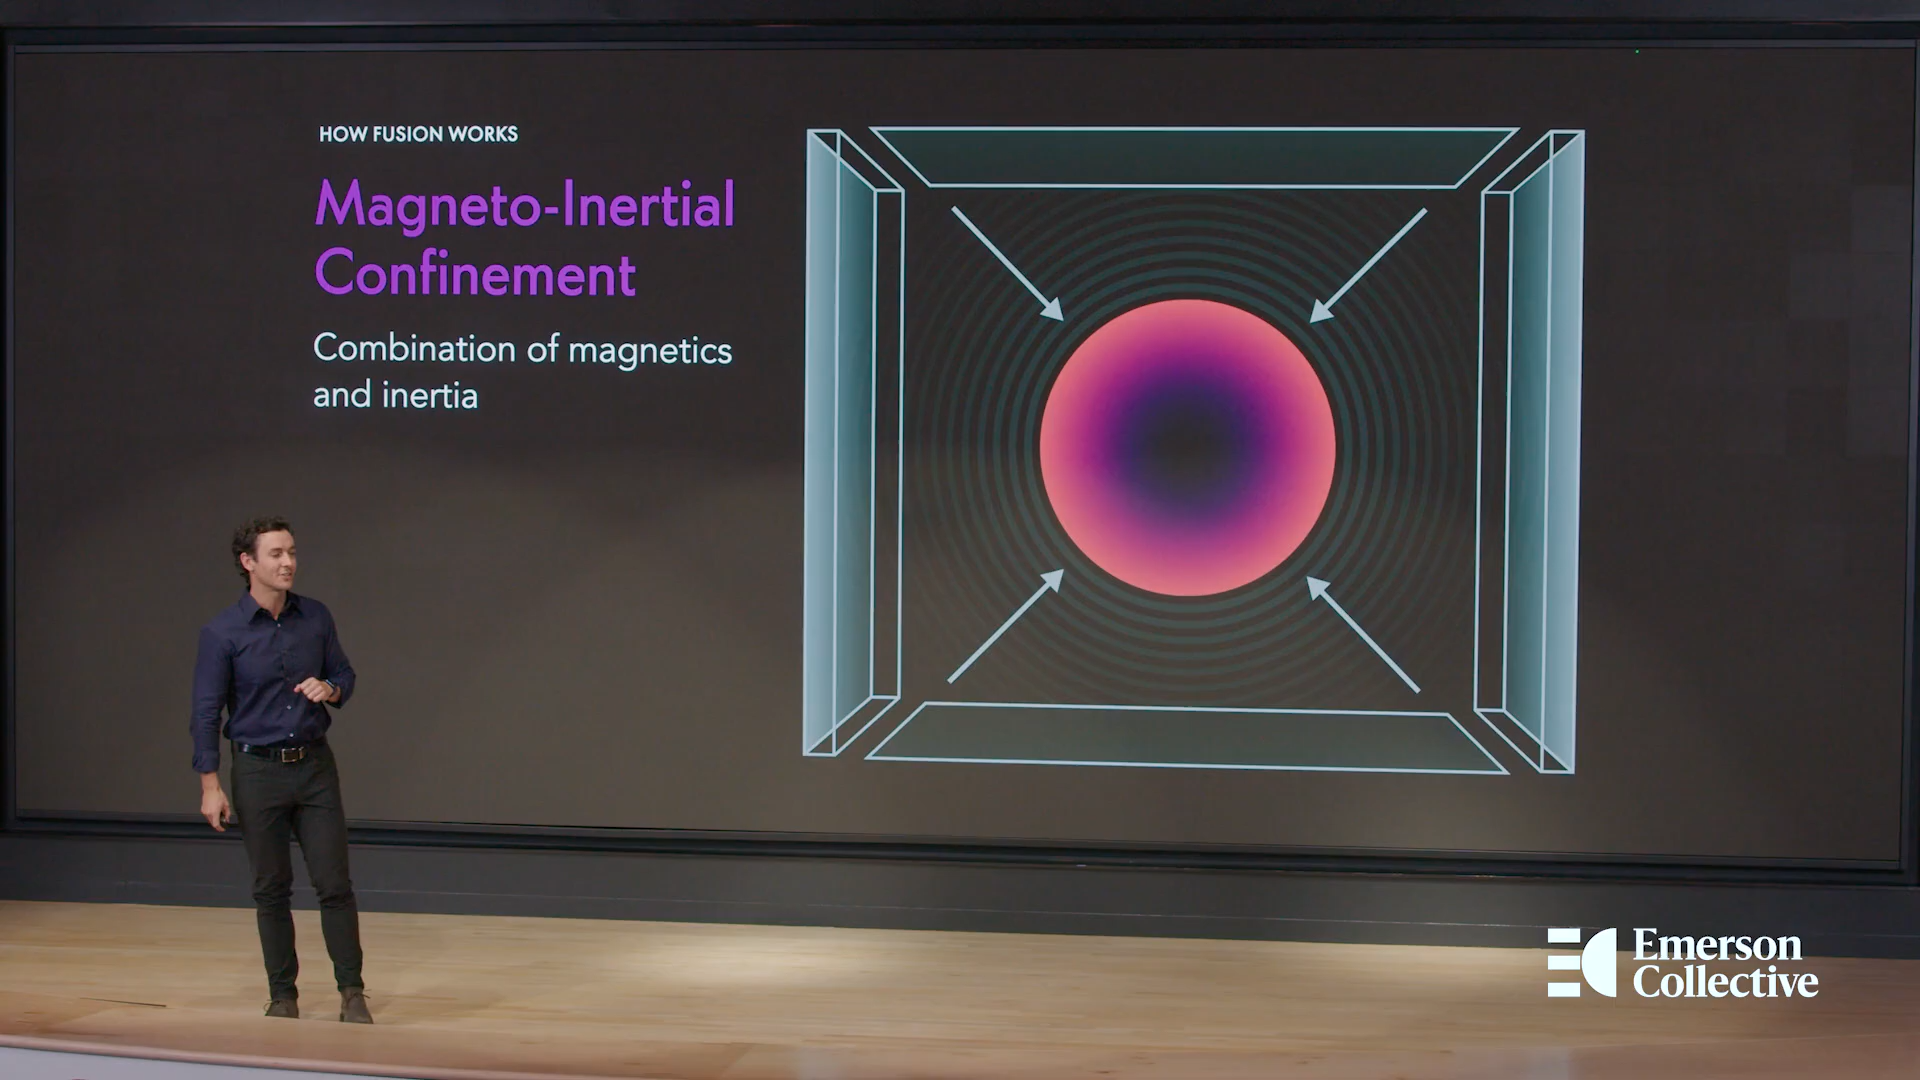 HOW FUSION WORKS
Magneto-Inertial
Confinement
Combination of magnetics
and inertia
Emerson
Collective